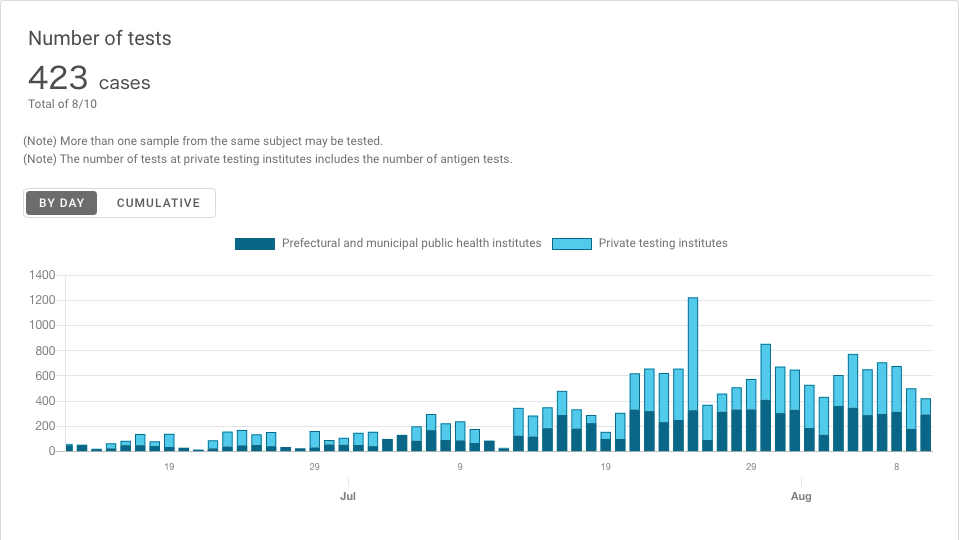 Number of tests
423 cases
Total of 8/10
(Note) More than one sample from the same subject may be tested.
(Note) The number of tests at private testing institutes includes the number of antigen tests.
BY DAY CUMULATIVE
Prefectural and municipal public health institutes Private testing institutes
1400
1200
1000
800
600
400
200
0
19 29 9 19 29 8
Jul Aug